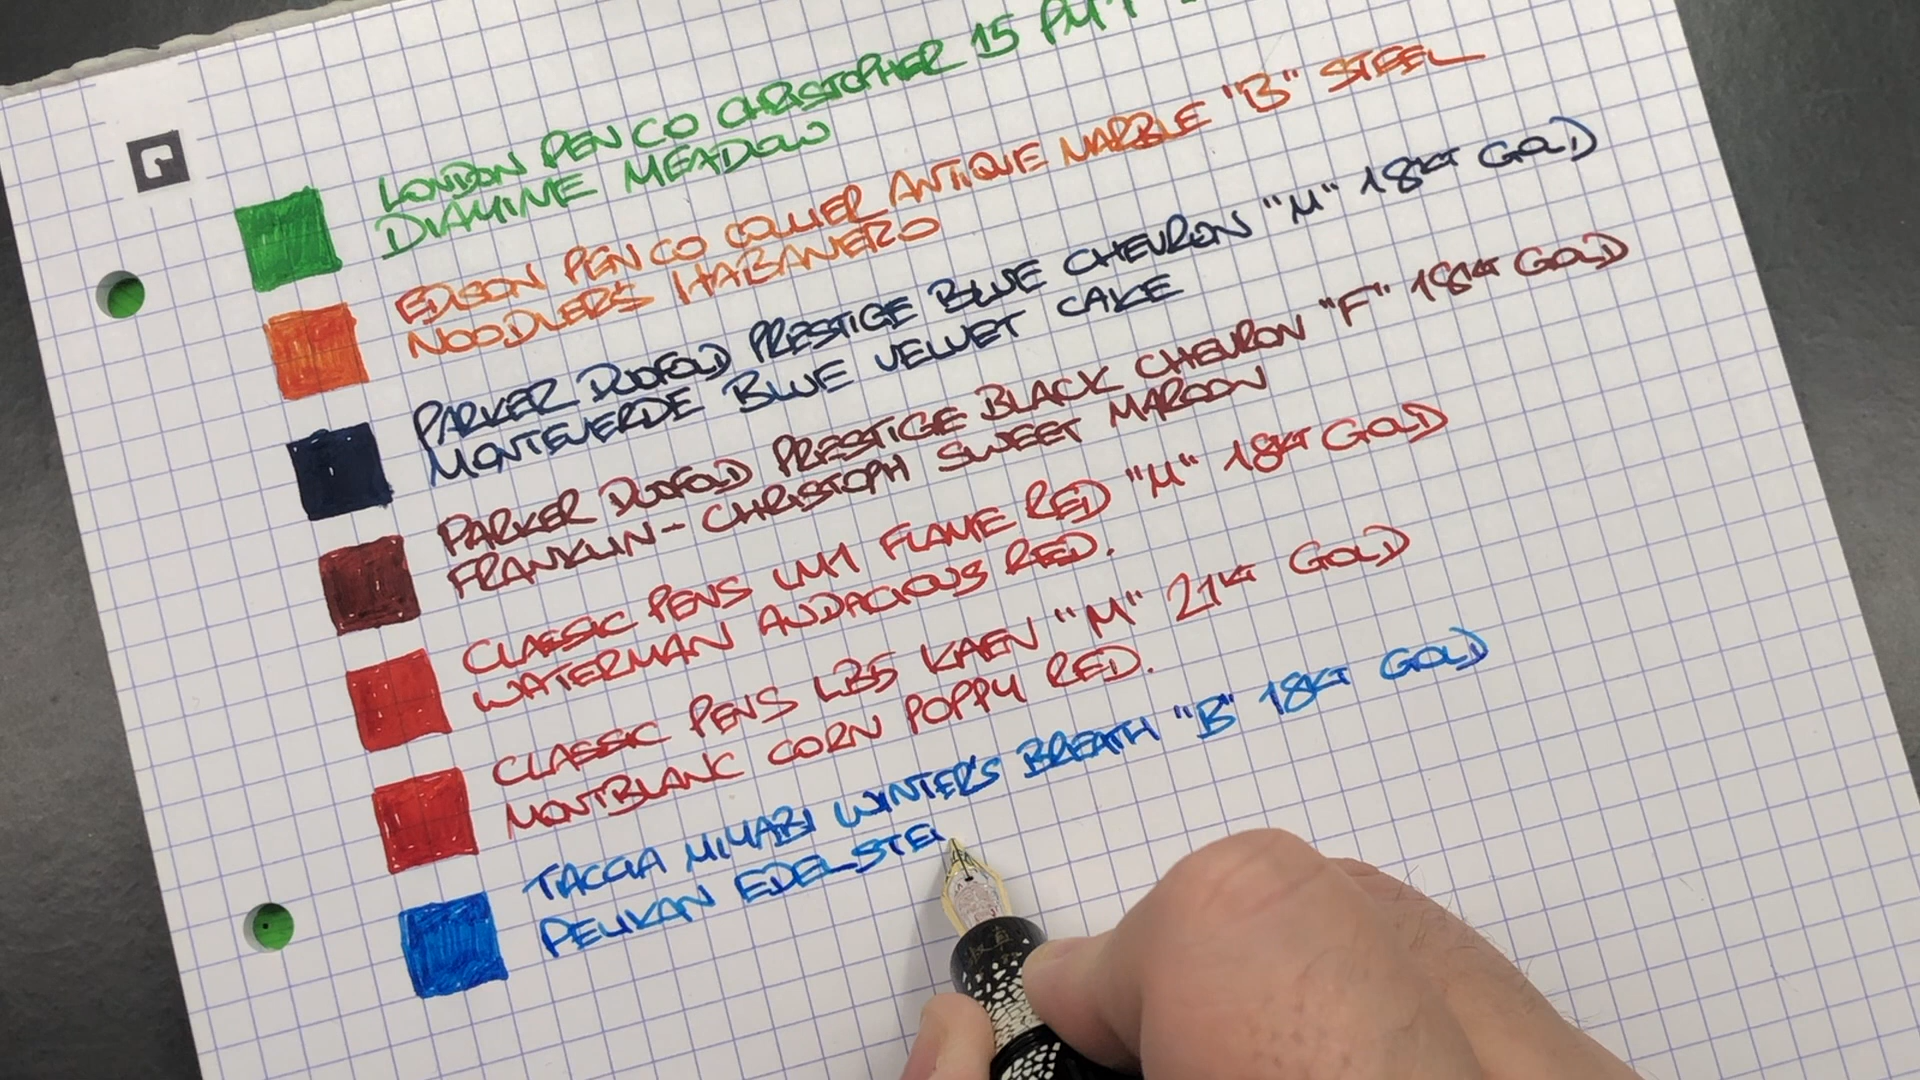 LONDON PEN CO CHRISTOPHER 15
DIAMINE MEADOW
EDISON PEN CO COLLIER ANTIQUE MARBLE "B" STEEL
NOODLERS HABANERO
PARKER DUOFOLD PRESTIGE BLUE CHEVRON "M" 18KT GOLD
MONTEVERDE BLUE VELVET CAKE
PARKER DUOFOLD PRESTIGE BLACK CHEVRON "F" 18KT GOLD
FRANKLIN-CHRISTOPH SWEET MAROON
CLASSIC PENS LM1 FLAME RED "M" 18KT GOLD
WATERMAN AUDACIOUS RED.
CLASSIC PENS LB5 KAEN "M" 21KT GOLD
MONTBLANC CORN POPPY RED.
TACCIA MIYABI WINTER'S BREATH "B" 18KT GOLD
PELIKAN EDELSTEI